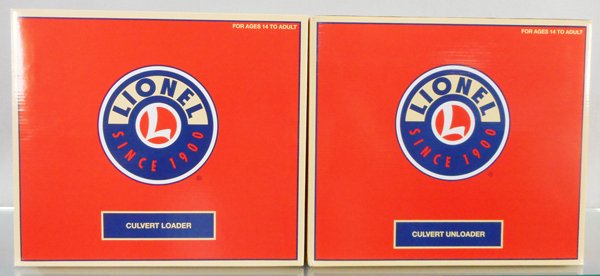 FOR AGES 14 TO ADULT
LIONEL
L
SINCE 1900
®
CULVERT LOADER
FOR AGES 14 TO ADULT
LIONEL
L
SINCE 1900
®
CULVERT UNLOADER